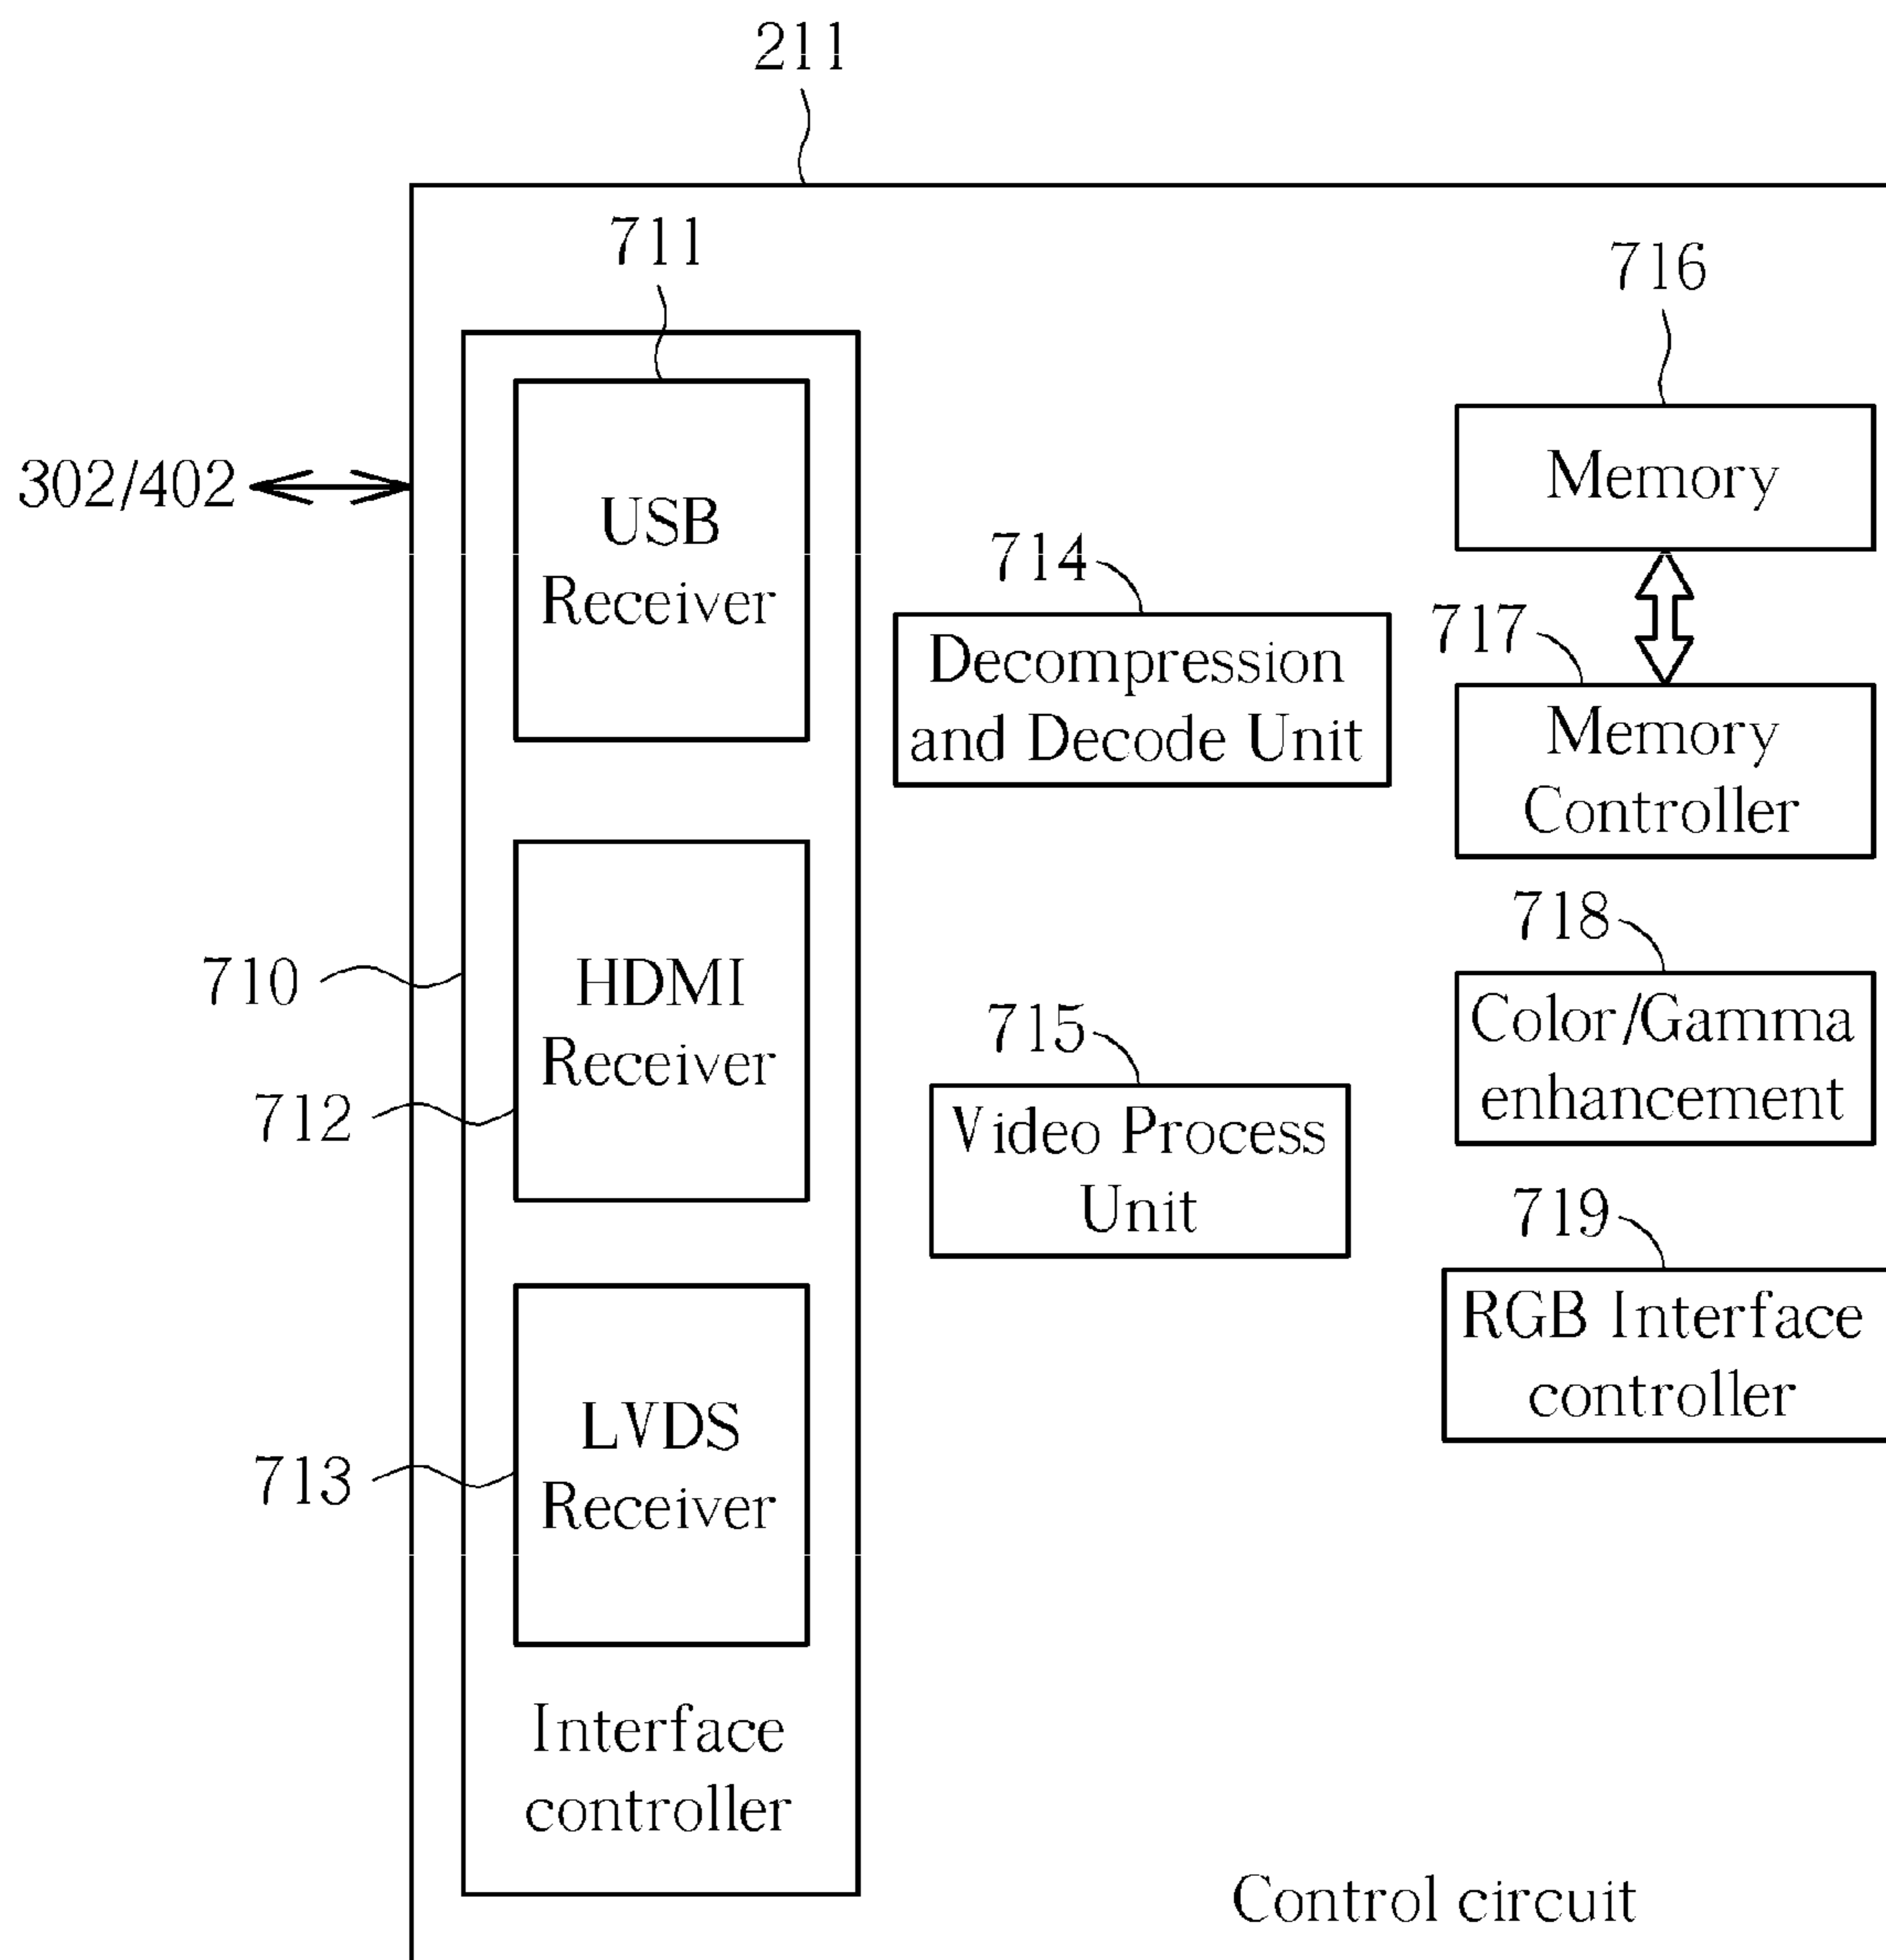 211
711
716
302/402
USB
Receiver
Memory
714
Decompression
and Decode Unit
717
Memory
Controller
710
HDMI
Receiver
712
715
Video Process
Unit
718
Color/Gamma
enhancement
719
RGB Interface
controller
713
LVDS
Receiver
Interface
controller
Control circuit